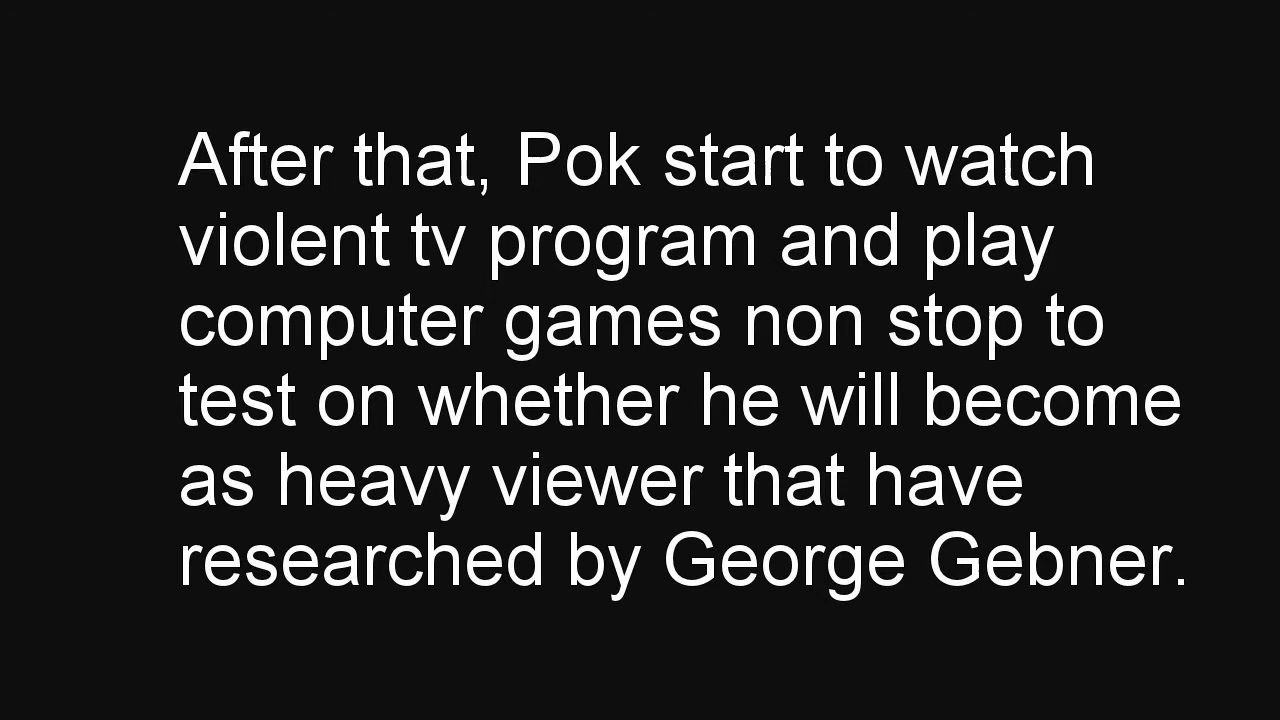 After that, Pok start to watch
violent tv program and play
computer games non stop to
test on whether he will become
as heavy viewer that have
researched by George Gebner.